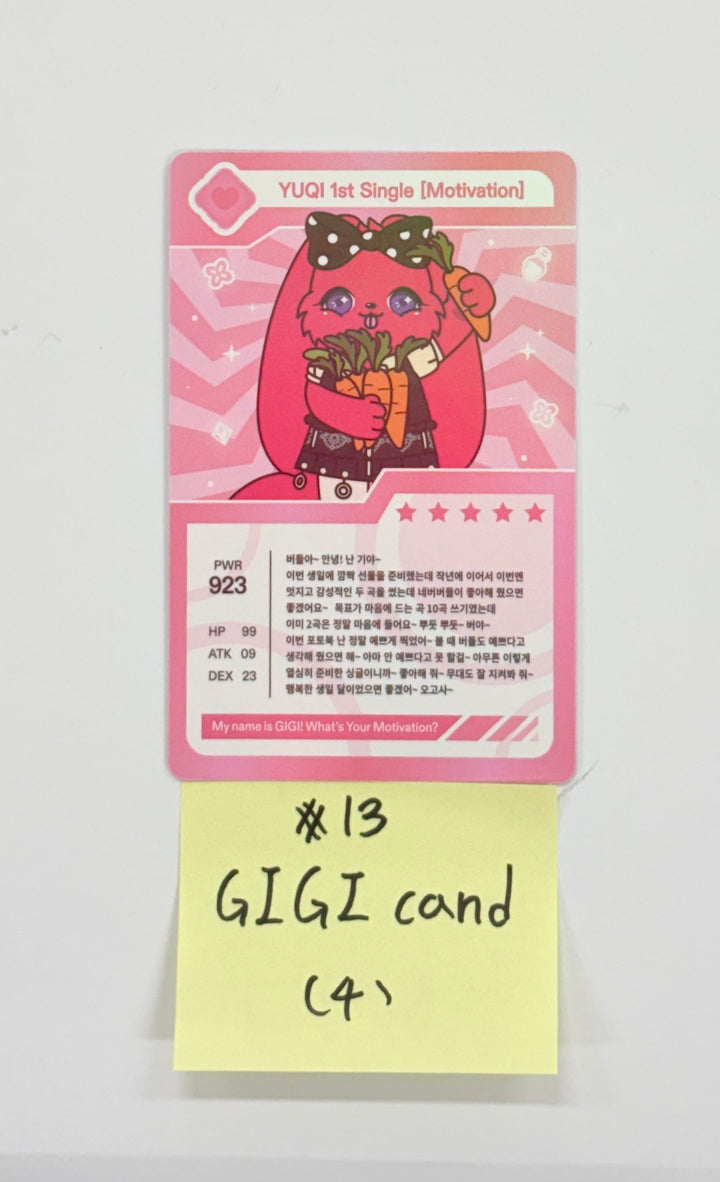 YUQI 1st Single [Motivation]
PWR
923
HP 99
ATK 09
DEX 23
버들아~ 안녕! 난 기야~
이번 생일에 깜짝 선물을 준비했는데 작년에 이어서 이번엔
멋지고 감성적인 두 곡을 썼는데 네버버들이 좋아해 줬으면
좋겠어요~ 목표가 마음에 드는 곡 10곡 쓰기였는데
이미 2곡은 정말 마음에 들어요~ 뿌듯 뿌듯~ 버야~
이번 포토북 난 정말 예쁘게 찍었어~ 볼 때 버들도 예쁘다고
생각해 줬으면 해~ 아마 안 예쁘다고 못 할걸~ 아무튼 이렇게
열심히 준비한 싱글이니까~ 좋아해 줘~ 무대도 잘 지켜봐 줘~
행복한 생일 달이었으면 좋겠어~ 오고사~
My name is GIGI! What's Your Motivation?
#13
GIGI cand
(4)